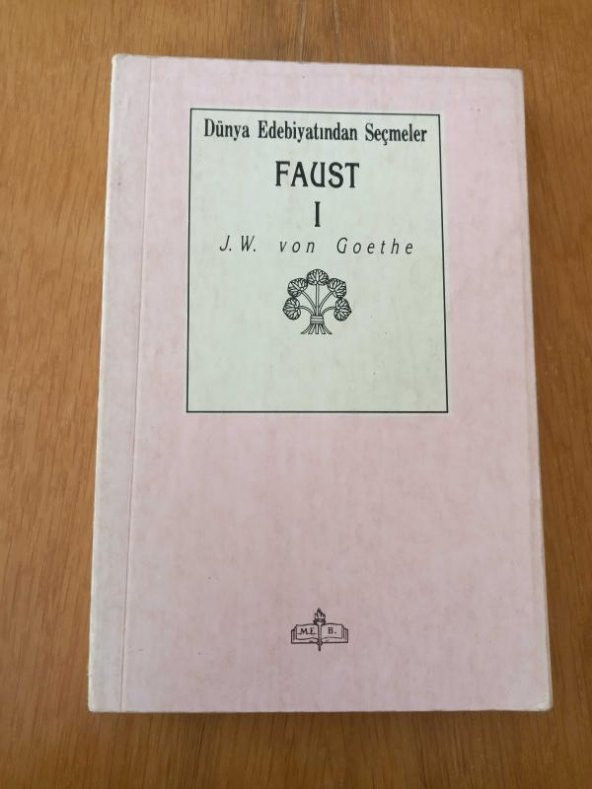 Dünya Edebiyatından Seçmeler
FAUST
I
J. W. von Goethe
M.E. B.